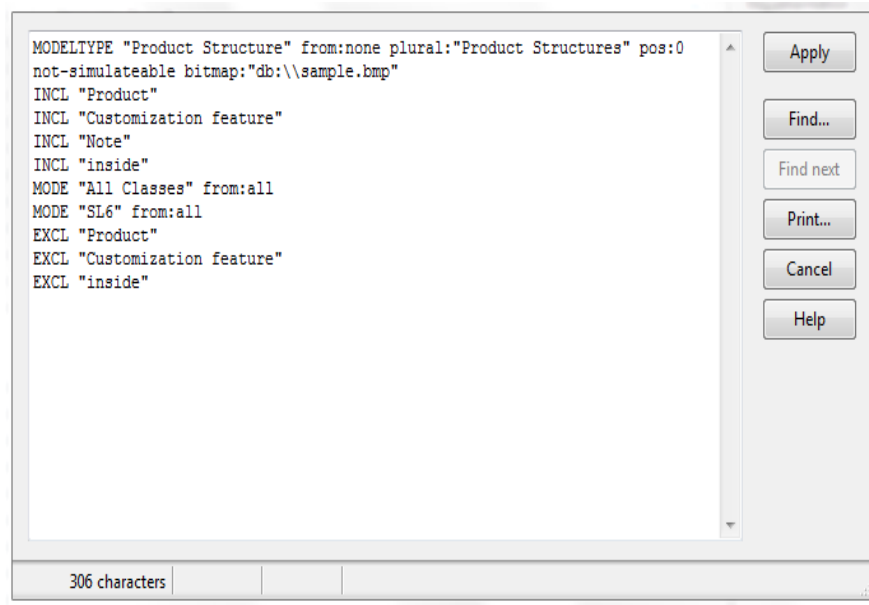 MODELTYPE "Product Structure" from:none plural:"Product Structures" pos:0
not-simulateable bitmap:"db:\\sample.bmp"
INCL "Product"
INCL "Customization feature"
INCL "Note"
INCL "inside"
MODE "All Classes" from:all
MODE "SL6" from:all
EXCL "Product"
EXCL "Customization feature"
EXCL "inside"
Apply
Find...
Find next
Print...
Cancel
Help
306 characters